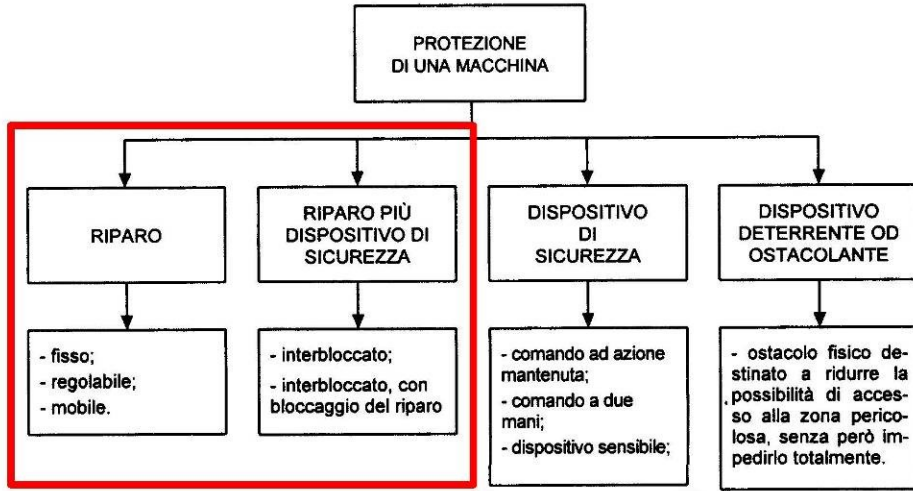 PROTEZIONE
DI UNA MACCHINA
RIPARO
RIPARO PIÙ
DISPOSITIVO DI
SICUREZZA
DISPOSITIVO
DI
SICUREZZA
DISPOSITIVO
DETERRENTE OD
OSTACOLANTE
- fisso;
- regolabile;
- mobile.
- interbloccato;
- interbloccato, con
bloccaggio del riparo
- comando ad azione
mantenuta;
- comando a due
mani;
- dispositivo sensibile;
- ostacolo fisico de-
stinato a ridurre la
possibilità di acces-
so alla zona perico-
losa, senza però im-
pedirlo totalmente.